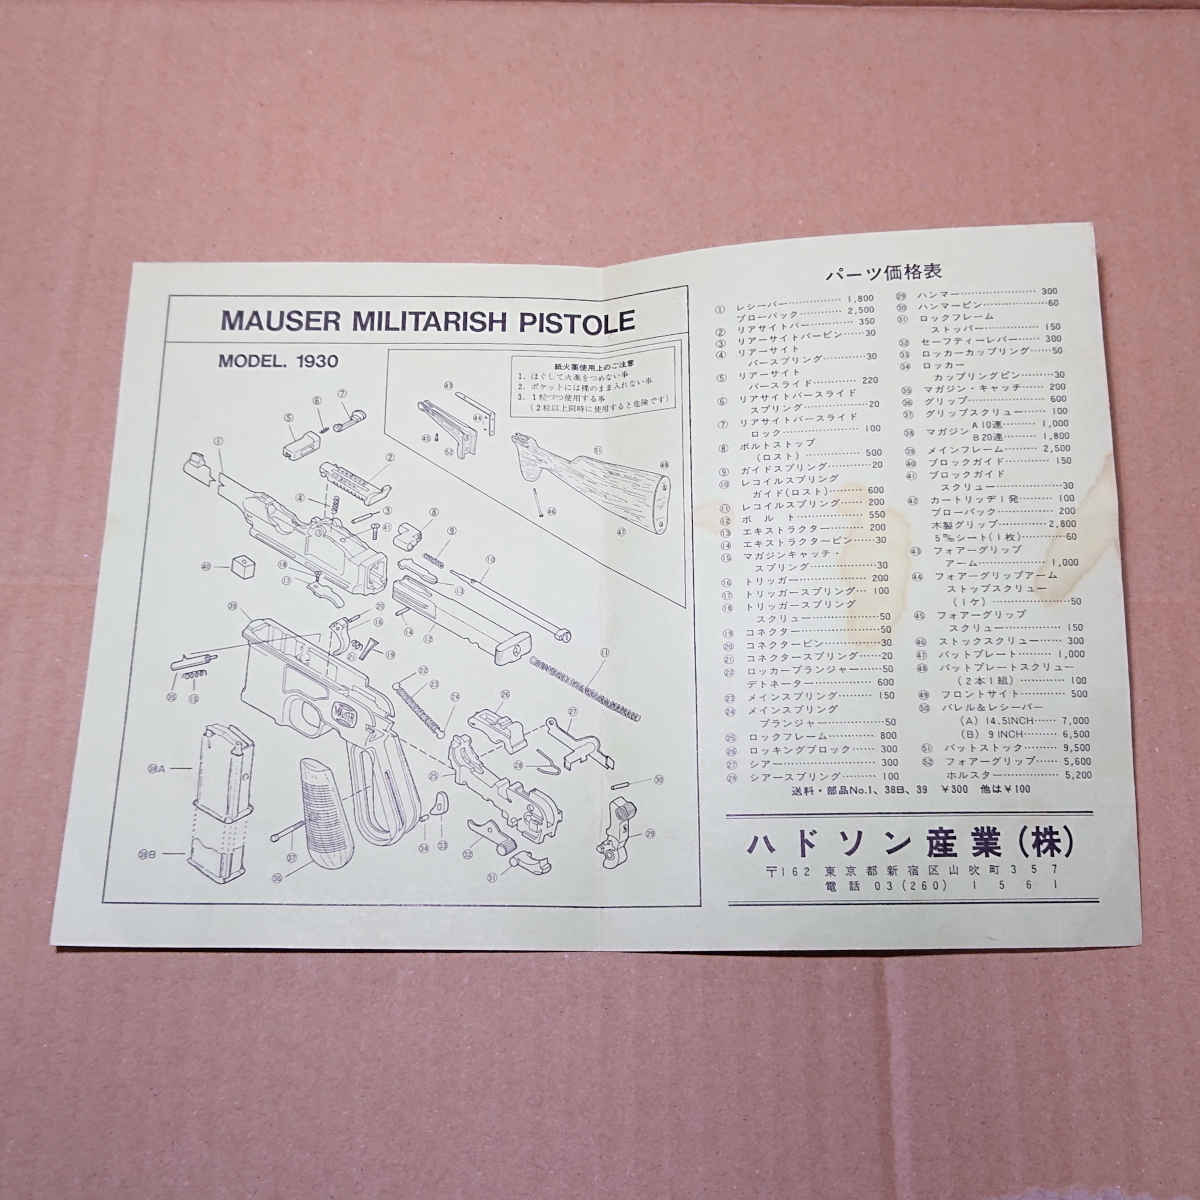 MAUSER MILITARISH PISTOLE
MODEL. 1930
紙火薬使用上のご注意
1. ほぐして火薬をつめない事
2. ポケットには裸のまま入れない事
3. 1粒づつ使用する事
(2粒以上同時に使用すると危険です)
パーツ価格表
① レシーバー 1,800
ブローバック 2,500
② リアサイトバー 350
③ リアーサイトバーピン 30
④ リアーサイト
バースプリング 30
⑤ リアーサイト
バースライド 220
⑥ リアサイトバースライド
スプリング 20
⑦ リアサイトバースライド
ロック 100
⑧ ボルトストップ
(ロスト) 500
⑨ ガイドスプリング 20
⑩ レコイルスプリング
ガイド(ロスト) 600
⑪ レコイルスプリング 200
⑫ ボルト 550
⑬ エキストラクター 200
⑭ エキストラクターピン 30
⑮ マガジンキャッチ・
スプリング 30
⑯ トリッガー 200
⑰ トリッガースプリング 100
⑱ トリッガースプリング
スクリュー 50
⑲ コネクター 50
⑳ コネクターピン 30
㉑ コネクタースプリング 20
㉒ ロッカープランジャー 50
デトネーター 600
㉓ メインスプリング 150
㉔ メインスプリング
プランジャー 50
㉕ ロックフレーム 800
㉖ ロッキングブロック 300
㉗ シアー 300
㉘ シアースプリング 100
㉙ ハンマー 300
㉚ ハンマーピン 60
㉛ ロックフレーム
ストッパー 150
㉜ セーフティーレバー 300
㉝ ロッカーカップリング 50
㉞ ロッカー
カップリングピン 30
㉟ マガジン・キャッチ 200
㊱ グリップ 600
㊲ グリップスクリュー 100
㊳ マガジン A10連 1,000
B20連 1,800
㊴ メインフレーム 2,500
㊵ ブロックガイド 150
㊶ ブロックガイド
スクリュー 30
㊷ カートリッヂ1発 100
ブローバック 200
木製グリップ 2,800
5㎜シート(1枚) 60
㊸ フォアーグリップ
アーム 1,000
㊹ フォアーグリップアーム
ストップスクリュー
(1ケ) 50
㊺ フォアーグリップ
スクリュー 150
㊻ ストックスクリュー 300
㊼ バットプレート 1,000
㊽ バットプレートスクリュー
(2本1組) 100
㊾ フロントサイト 500
㊿ バレル&レシーバー
(A) 14.5INCH 7,000
(B) 9 INCH 6,500
51 バットストック 9,500
52 フォアーグリップ 5,600
ホルスター 5,200
送料・部品No.1、38B、39 ¥300 他は¥100
ハドソン産業(株)
〒162 東京都新宿区山吹町357
電話 03(260) 1561